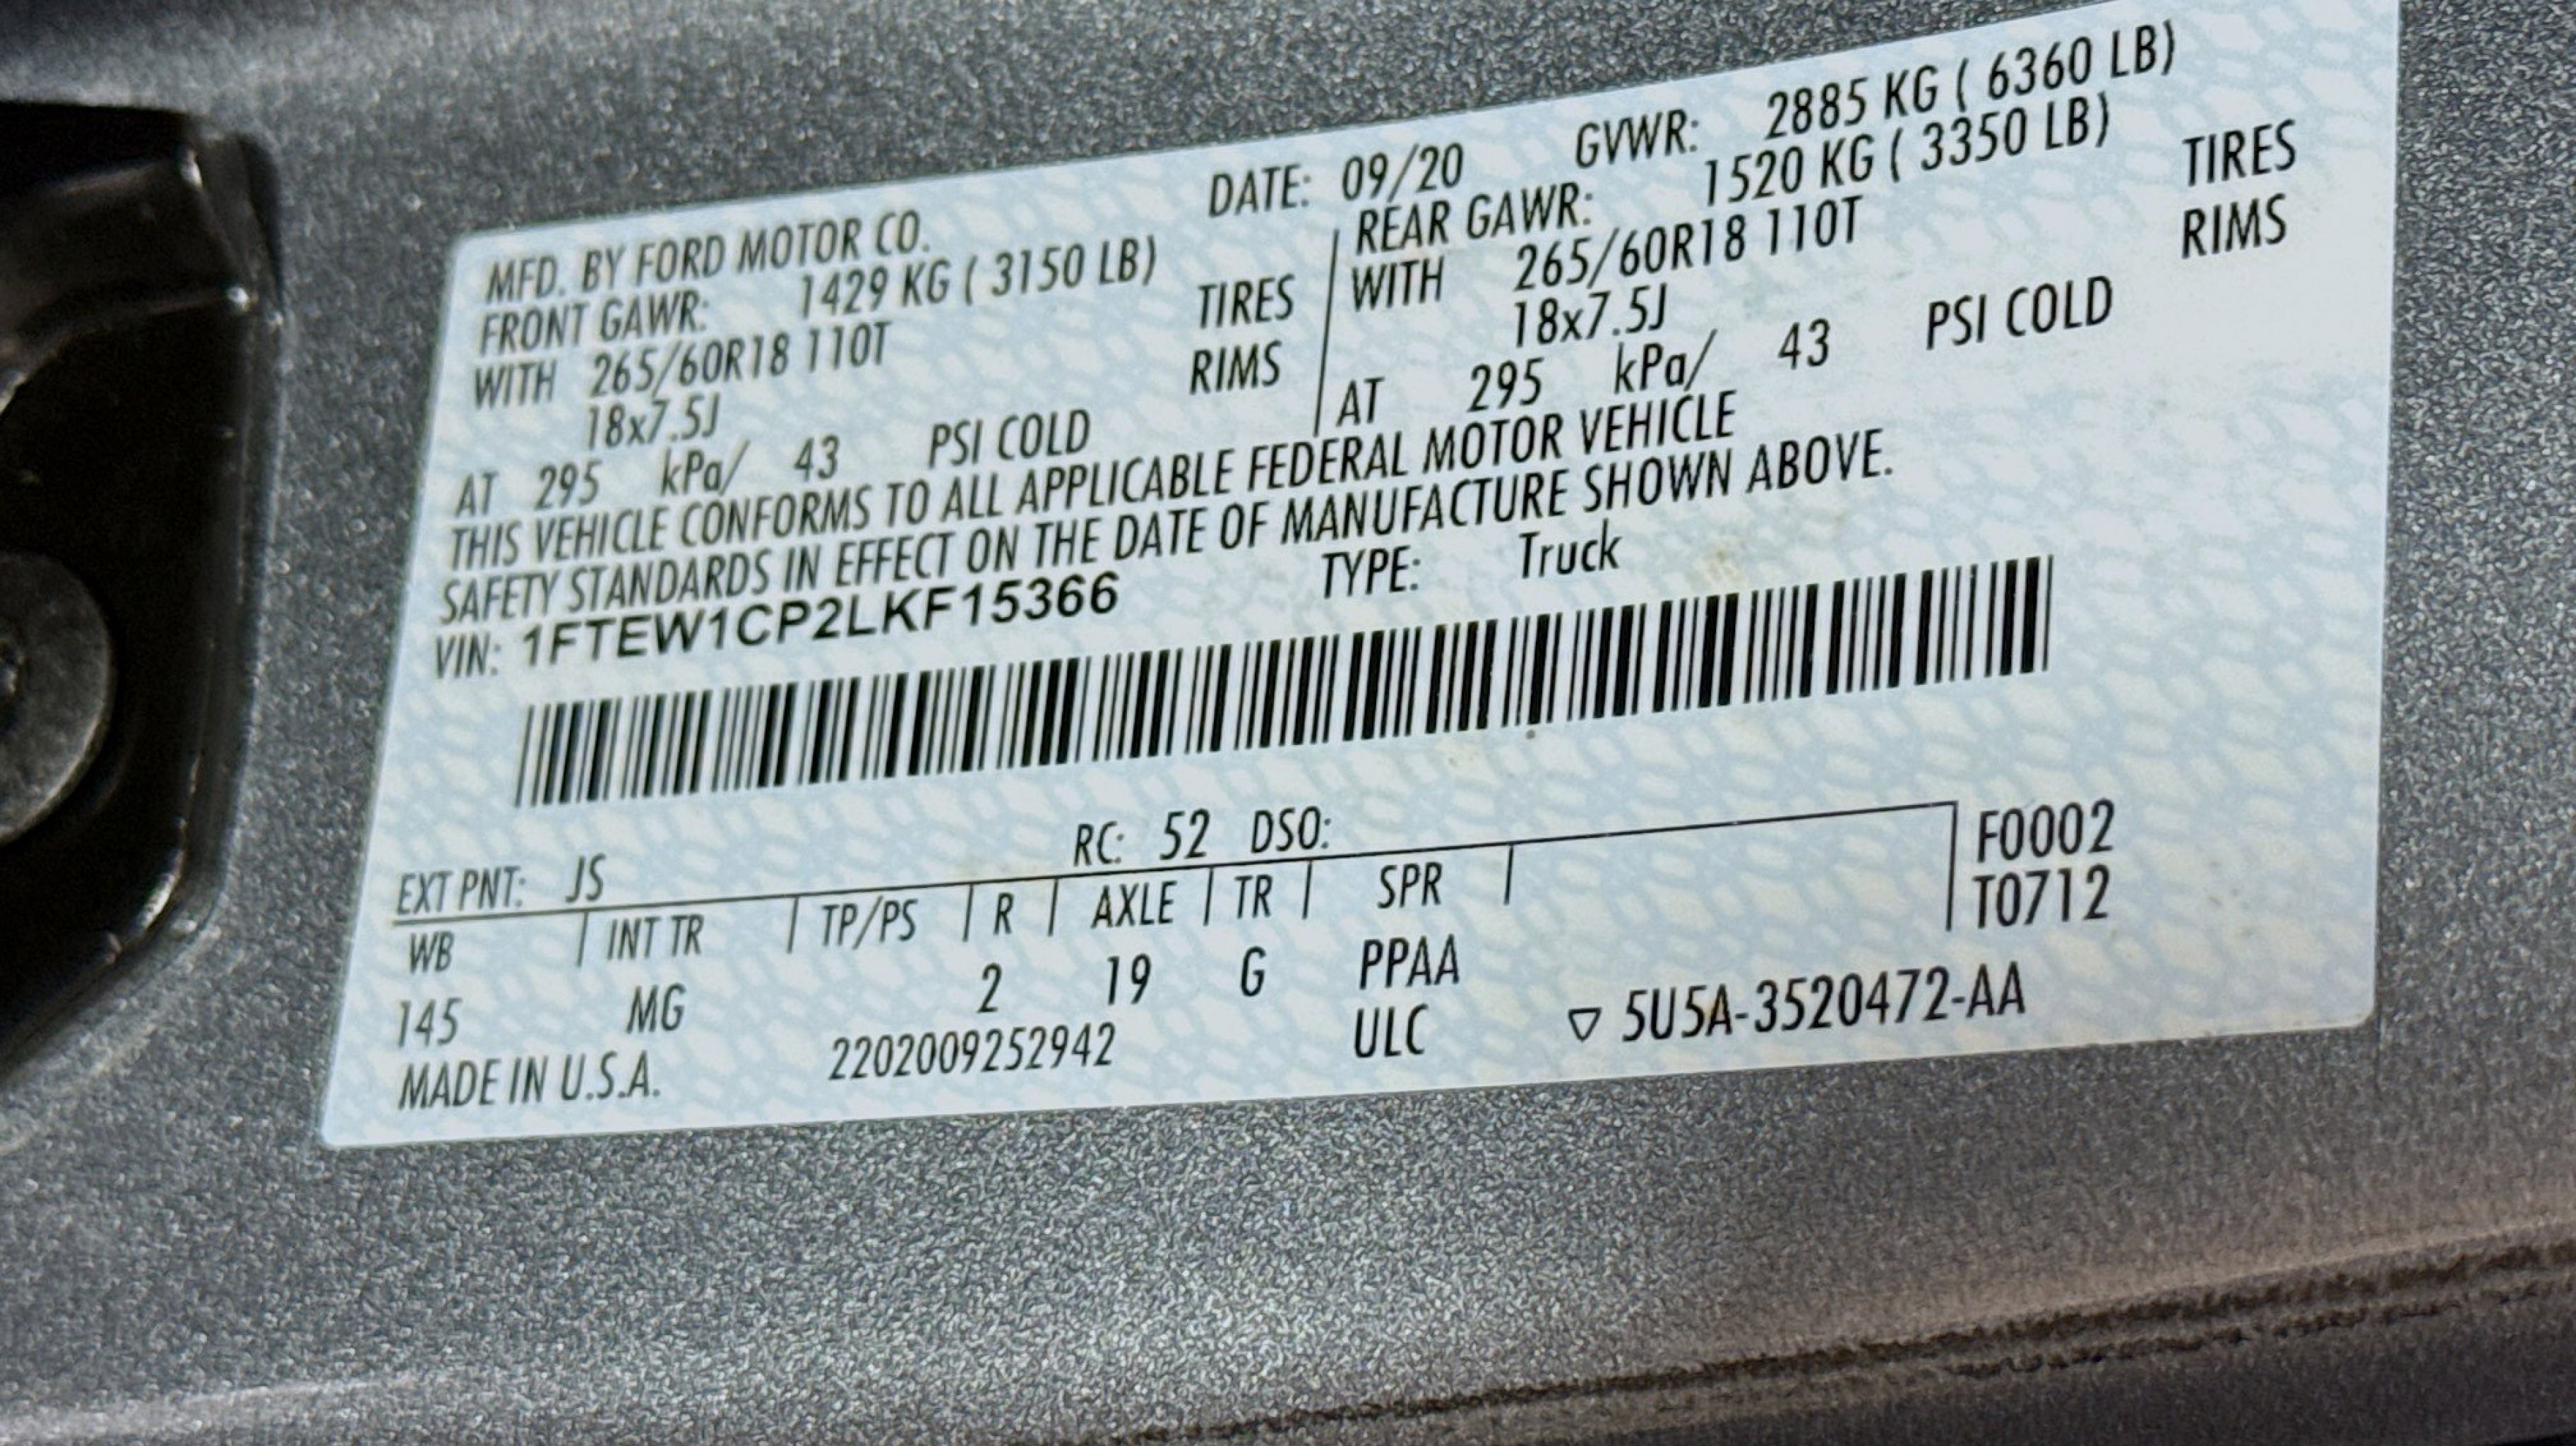 MFD. BY FORD MOTOR CO. DATE: 09/20 GVWR: 2885 KG ( 6360 LB)
FRONT GAWR: 1429 KG ( 3150 LB) REAR GAWR: 1520 KG ( 3350 LB)
WITH 265/60R18 110T TIRES WITH 265/60R18 110T TIRES
18x7.5J RIMS 18x7.5J RIMS
AT 295 kPa/ 43 PSI COLD AT 295 kPa/ 43 PSI COLD
THIS VEHICLE CONFORMS TO ALL APPLICABLE FEDERAL MOTOR VEHICLE
SAFETY STANDARDS IN EFFECT ON THE DATE OF MANUFACTURE SHOWN ABOVE.
VIN: 1FTEW1CP2LKF15366 TYPE: Truck
EXT PNT: JS RC: 52 DSO:
WB INT TR TP/PS R AXLE TR SPR F0002
T0712
145 MG 2 19 G PPAA
MADE IN U.S.A. 2202009252942 ULC ▽ 5U5A-3520472-AA